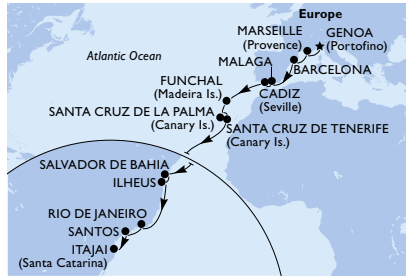 Europe
MARSEILLE
(Provence)
GENOA
(Portofino)
Atlantic Ocean
MALAGA
BARCELONA
FUNCHAL
(Madeira Is.)
CADIZ
(Seville)
SANTA CRUZ DE LA PALMA
(Canary Is.)
SANTA CRUZ DE TENERIFE
(Canary Is.)
SALVADOR DE BAHIA
ILHEUS
RIO DE JANEIRO
SANTOS
ITAJAI
(Santa Catarina)